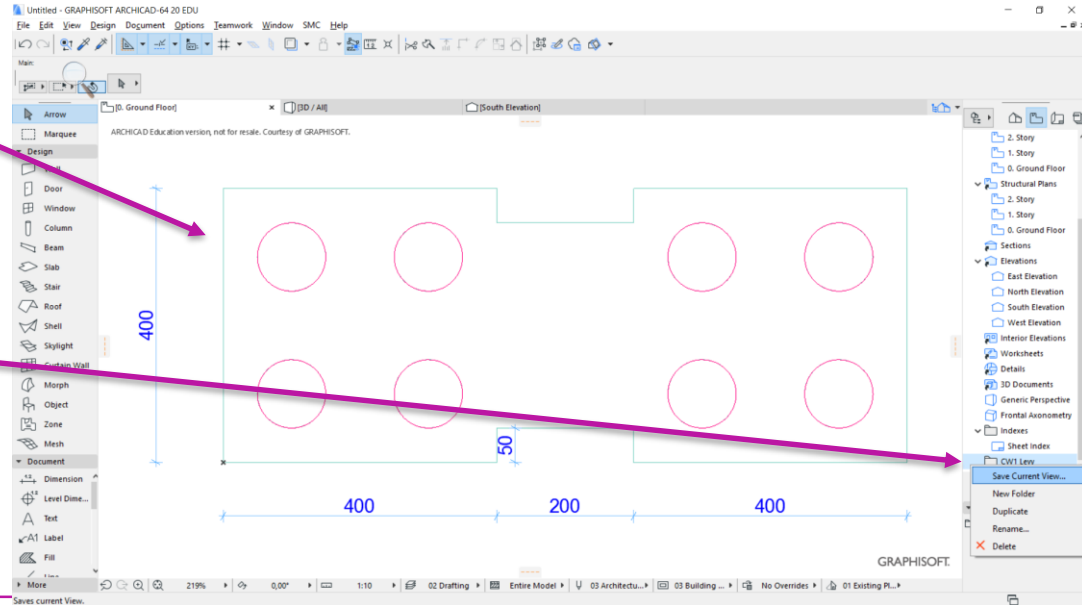 Untitled - GRAPHISOFT ARCHICAD-64 20 EDU
File Edit View Design Document Options Teamwork Window SMC Help
Main:
[0. Ground Floor]
[3D / All]
[South Elevation]
ARCHICAD Education version, not for resale. Courtesy of GRAPHISOFT.
Arrow
Marquee
Design
Wall
Door
Window
Column
Beam
Slab
Stair
Roof
Shell
Skylight
Curtain Wall
Morph
Object
Zone
Mesh
Document
Dimension
Level Dime...
A1 Label
Text
Fill
More
400
50
400 200 400
GRAPHISOFT.
2. Story
1. Story
0. Ground Floor
Structural Plans
2. Story
1. Story
0. Ground Floor
Sections
Elevations
East Elevation
North Elevation
South Elevation
West Elevation
Interior Elevations
Worksheets
Details
3D Documents
Generic Perspective
Frontal Axonometry
Indexes
Sheet Index
CW1 Lew
Save Current View...
New Folder
Duplicate
Rename...
Delete
219% 0,00° 1:10 02 Drafting Entire Model 03 Architectu... 03 Building ... No Overrides 01 Existing Pl...
Saves current View.